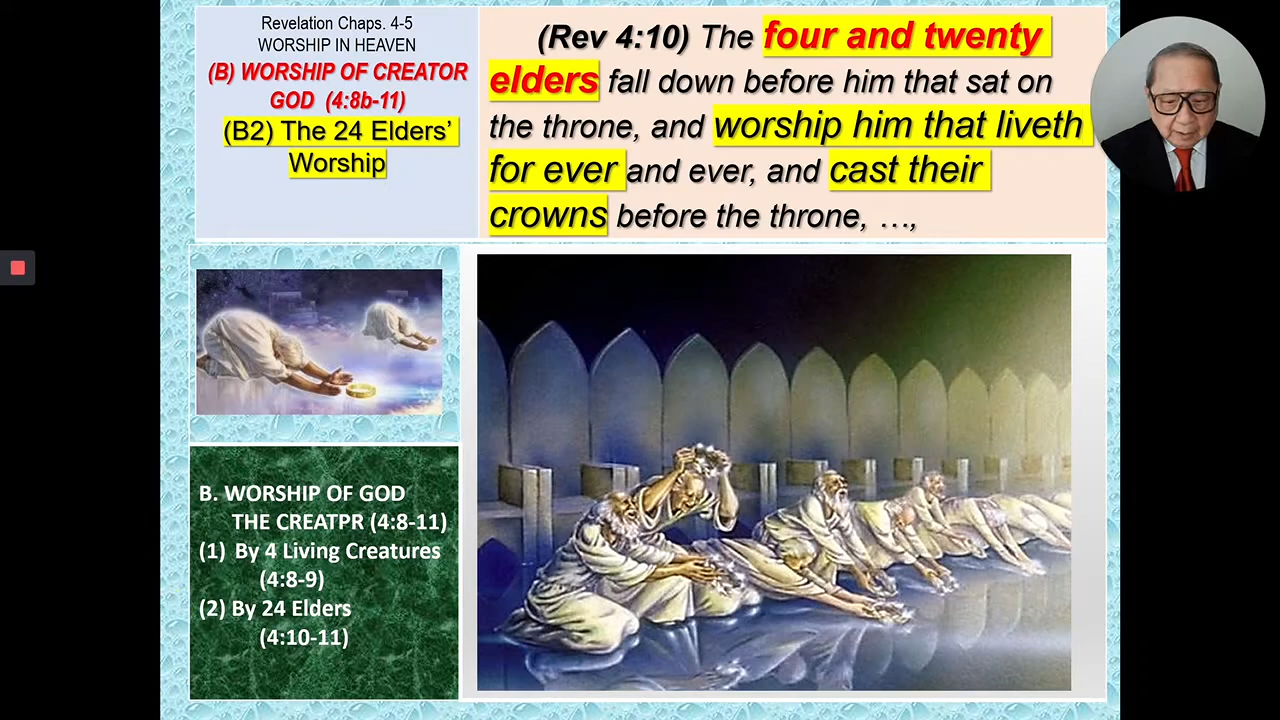 Revelation Chaps. 4-5
WORSHIP IN HEAVEN
(B) WORSHIP OF CREATOR
GOD (4:8b-11)
(B2) The 24 Elders’
Worship
(Rev 4:10) The four and twenty
elders fall down before him that sat on
the throne, and worship him that liveth
for ever and ever, and cast their
crowns before the throne, …,
B. WORSHIP OF GOD
THE CREATPR (4:8-11)
(1) By 4 Living Creatures
(4:8-9)
(2) By 24 Elders
(4:10-11)